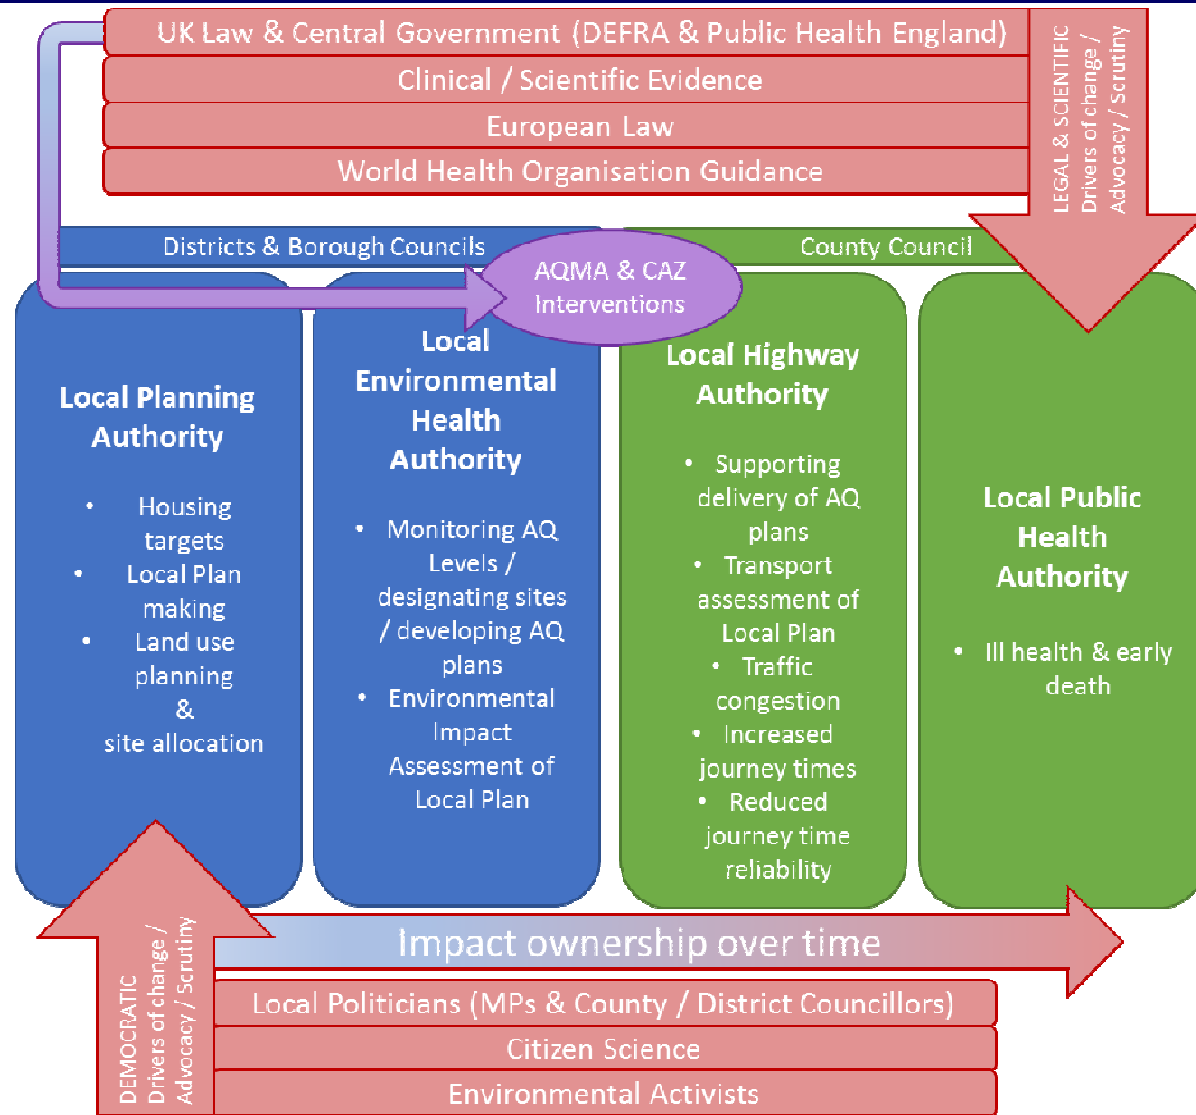 UK Law & Central Government (DEFRA & Public Health England)
Clinical / Scientific Evidence
European Law
World Health Organisation Guidance
LEGAL & SCIENTIFIC
Drivers of change /
Advocacy / Scrutiny
Districts & Borough Councils
County Council
AQMA & CAZ
Interventions
Local Planning
Authority
• Housing
targets
• Local Plan
making
• Land use
planning
&
site allocation
Local
Environmental
Health
Authority
• Monitoring AQ
Levels /
designating sites
/ developing AQ
plans
• Environmental
Impact
Assessment of
Local Plan
Local Highway
Authority
• Supporting
delivery of AQ
plans
• Transport
assessment of
Local Plan
• Traffic
congestion
• Increased
journey times
• Reduced
journey time
reliability
Local Public
Health
Authority
• Ill health & early
death
Impact ownership over time
DEMOCRATIC
Drivers of change /
Advocacy / Scrutiny
Local Politicians (MPs & County / District Councillors)
Citizen Science
Environmental Activists